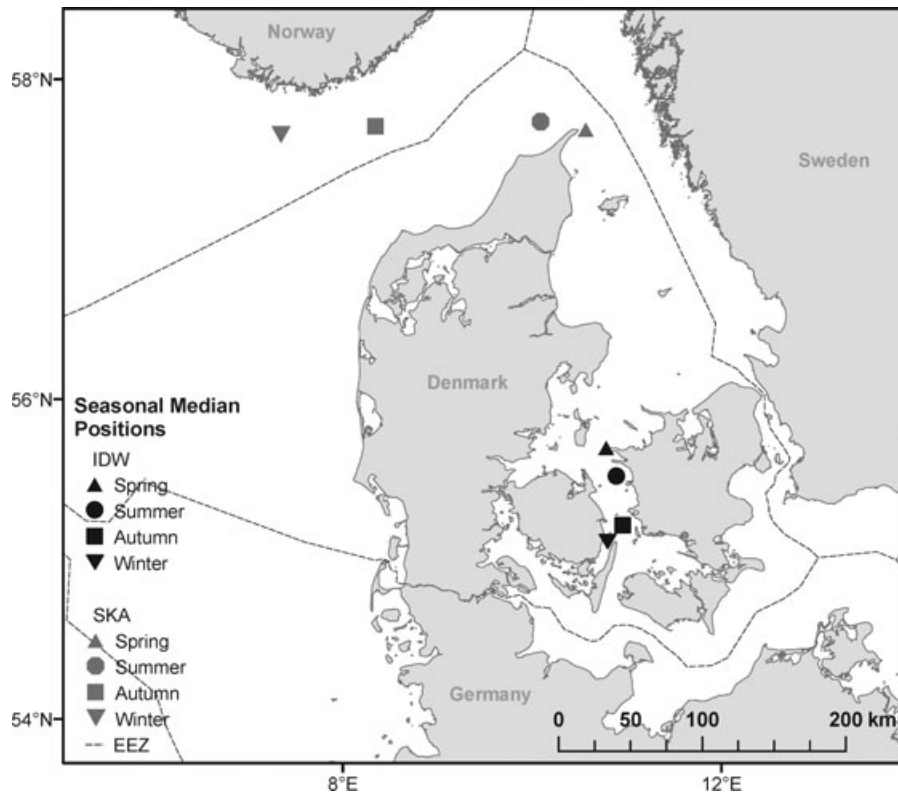 Norway
58°N
Sweden
56°N
Denmark
Seasonal Median
Positions
IDW
Spring
Summer
Autumn
Winter
SKA
Spring
Summer
Autumn
Winter
EEZ
Germany
54°N
0 50 100 200 km
8°E 12°E